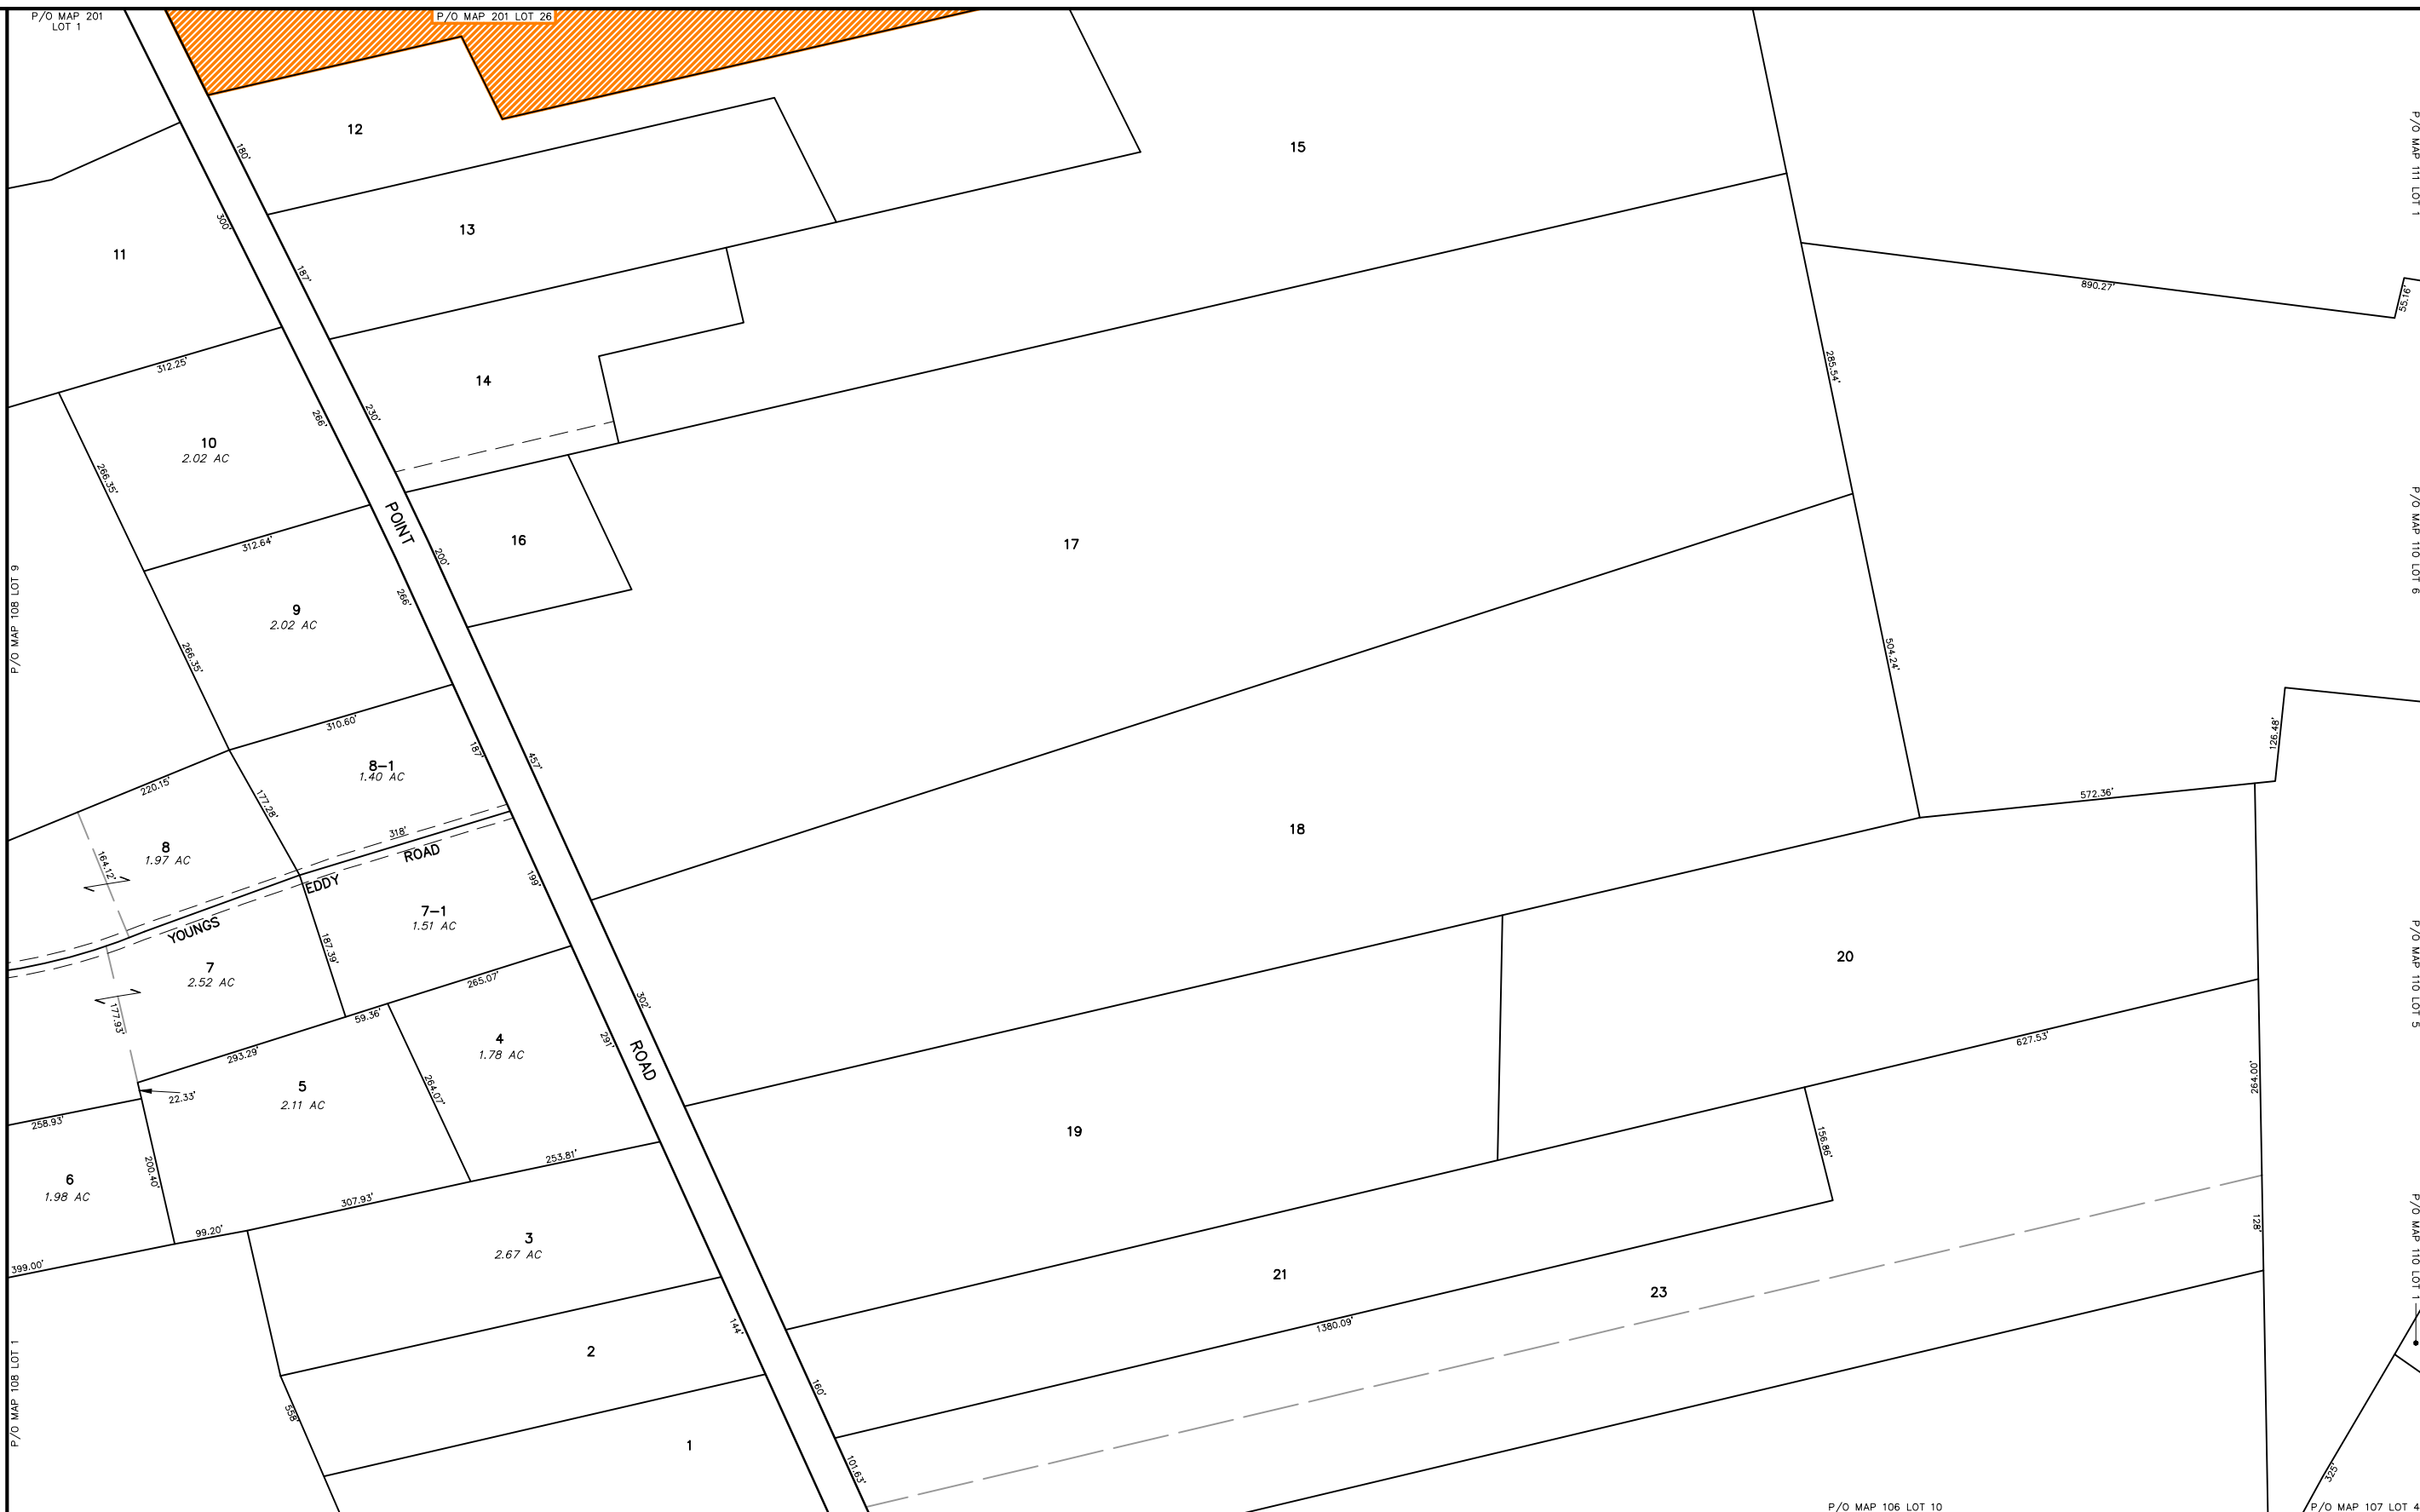 P/O MAP 201
LOT 1
P/O MAP 201 LOT 26
12
180'
15
P/O MAP 111 LOT 1
300'
13
11
187'
890.27'
55.16'
312.25'
14
285.54'
266'
230'
10
2.02 AC
266.35'
POINT
312.64'
200'
16
17
P/O MAP 110 LOT 6
9
2.02 AC
266'
P/O MAP 108 LOT 9
266.35'
504.24'
310.60'
187'
457'
126.48'
8-1
1.40 AC
220.15'
177.28'
572.36'
318'
18
8
1.97 AC
164.12'
ROAD
EDDY
199'
7-1
1.51 AC
YOUNGS
187.39'
20
P/O MAP 110 LOT 5
7
2.52 AC
265.07'
177.93'
59.36'
302'
291'
4
1.78 AC
ROAD
627.53'
293.29'
5
2.11 AC
264.07'
264.00'
22.33'
258.93'
19
156.86'
253.81'
200.40'
6
1.98 AC
307.93'
99.20'
128'
P/O MAP 110 LOT 1
3
2.67 AC
399.00'
21
23
1380.09'
144'
2
P/O MAP 108 LOT 1
160'
558'
1
101.63'
325'
P/O MAP 106 LOT 10
P/O MAP 107 LOT 4